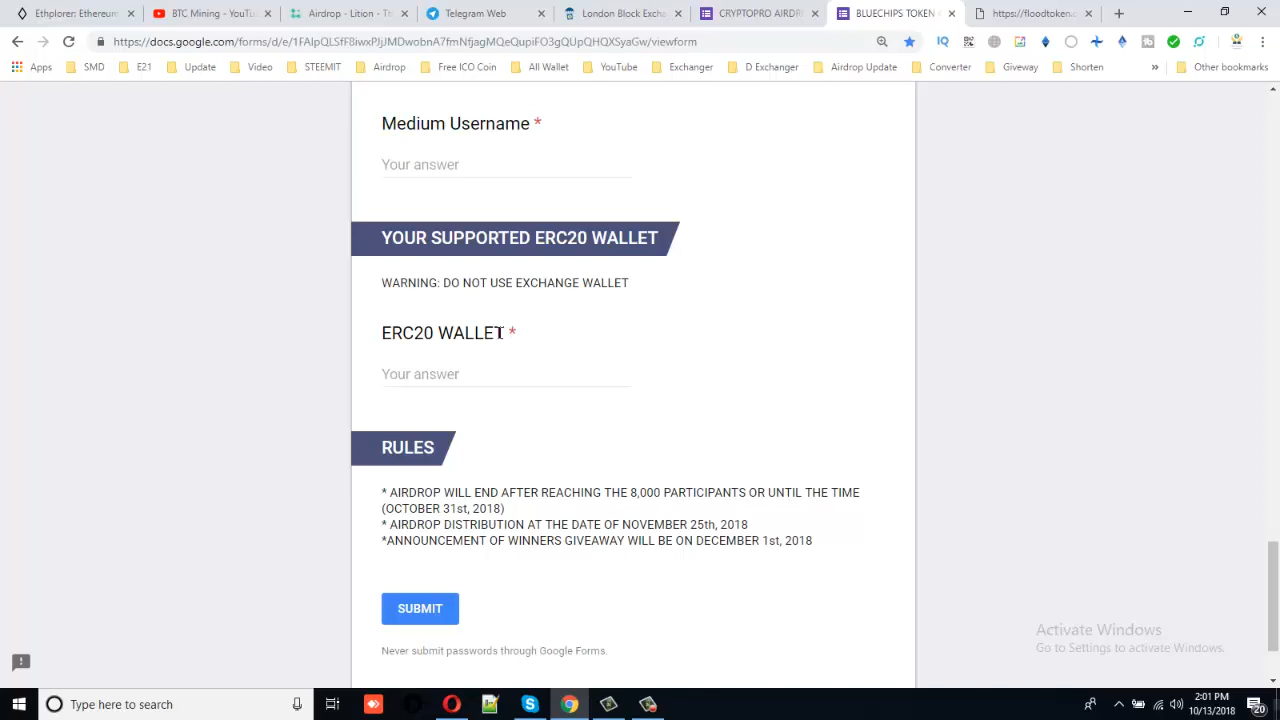 Ethplorer Ethereum
BTC Mining - YouTu
Airdrop - Lition - Th
Telegram Web
London Block Excha
CRYPTOPRO AIRDR
BLUECHIPS TOKEN
https://floodtoken.
https://docs.google.com/forms/d/e/1FAIpQLSfF8iwxPJjJMDwobnA7fmNfjagMQeQupiFO3gQUpQHQXSyaGw/viewform
Apps
SMD
E21
Update
Video
STEEMIT
Airdrop
Free ICO Coin
All Wallet
YouTube
Exchanger
D Exchanger
Airdrop Update
Converter
Giveway
Shorten
»
Other bookmarks
Medium Username *
Your answer
YOUR SUPPORTED ERC20 WALLET
WARNING: DO NOT USE EXCHANGE WALLET
ERC20 WALLET *
Your answer
RULES
* AIRDROP WILL END AFTER REACHING THE 8,000 PARTICIPANTS OR UNTIL THE TIME
(OCTOBER 31st, 2018)
* AIRDROP DISTRIBUTION AT THE DATE OF NOVEMBER 25th, 2018
*ANNOUNCEMENT OF WINNERS GIVEAWAY WILL BE ON DECEMBER 1st, 2018
SUBMIT
Never submit passwords through Google Forms.
Activate Windows
Go to Settings to activate Windows.
Type here to search
2:01 PM
10/13/2018
20